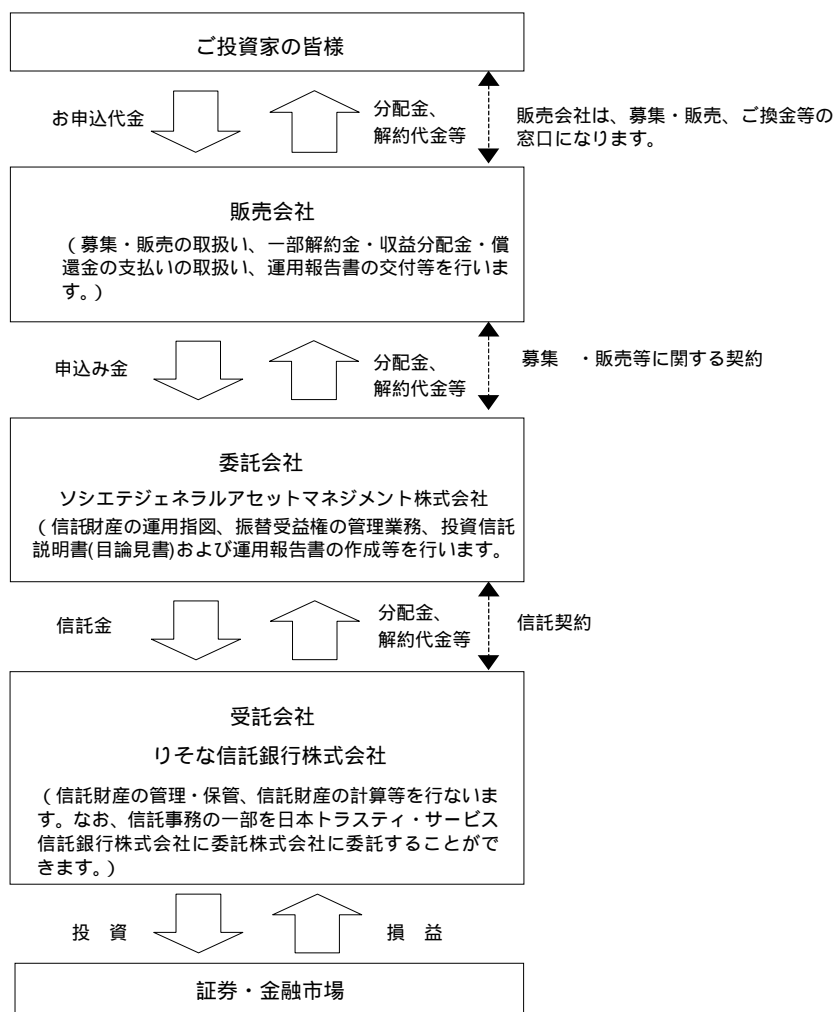 ご投資家の皆様
お申込代金
分配金、
解約代金等
販売会社は、募集・販売、ご換金等の
窓口になります。
販売会社
（募集・販売の取扱い、一部解約金・収益分配金・償
還金の支払いの取扱い、運用報告書の交付等を行いま
す。）
申込み金
分配金、
解約代金等
募集　・販売等に関する契約
委託会社
ソシエテジェネラルアセットマネジメント株式会社
（信託財産の運用指図、振替受益権の管理業務、投資信託
説明書(目論見書)および運用報告書の作成等を行います。
信託金
分配金、
解約代金等
信託契約
受託会社
りそな信託銀行株式会社
（信託財産の管理・保管、信託財産の計算等を行ないま
す。なお、信託事務の一部を日本トラスティ・サービス
信託銀行株式会社に委託株式会社に委託することがで
きます。）
投　資
損　益
証券・金融市場